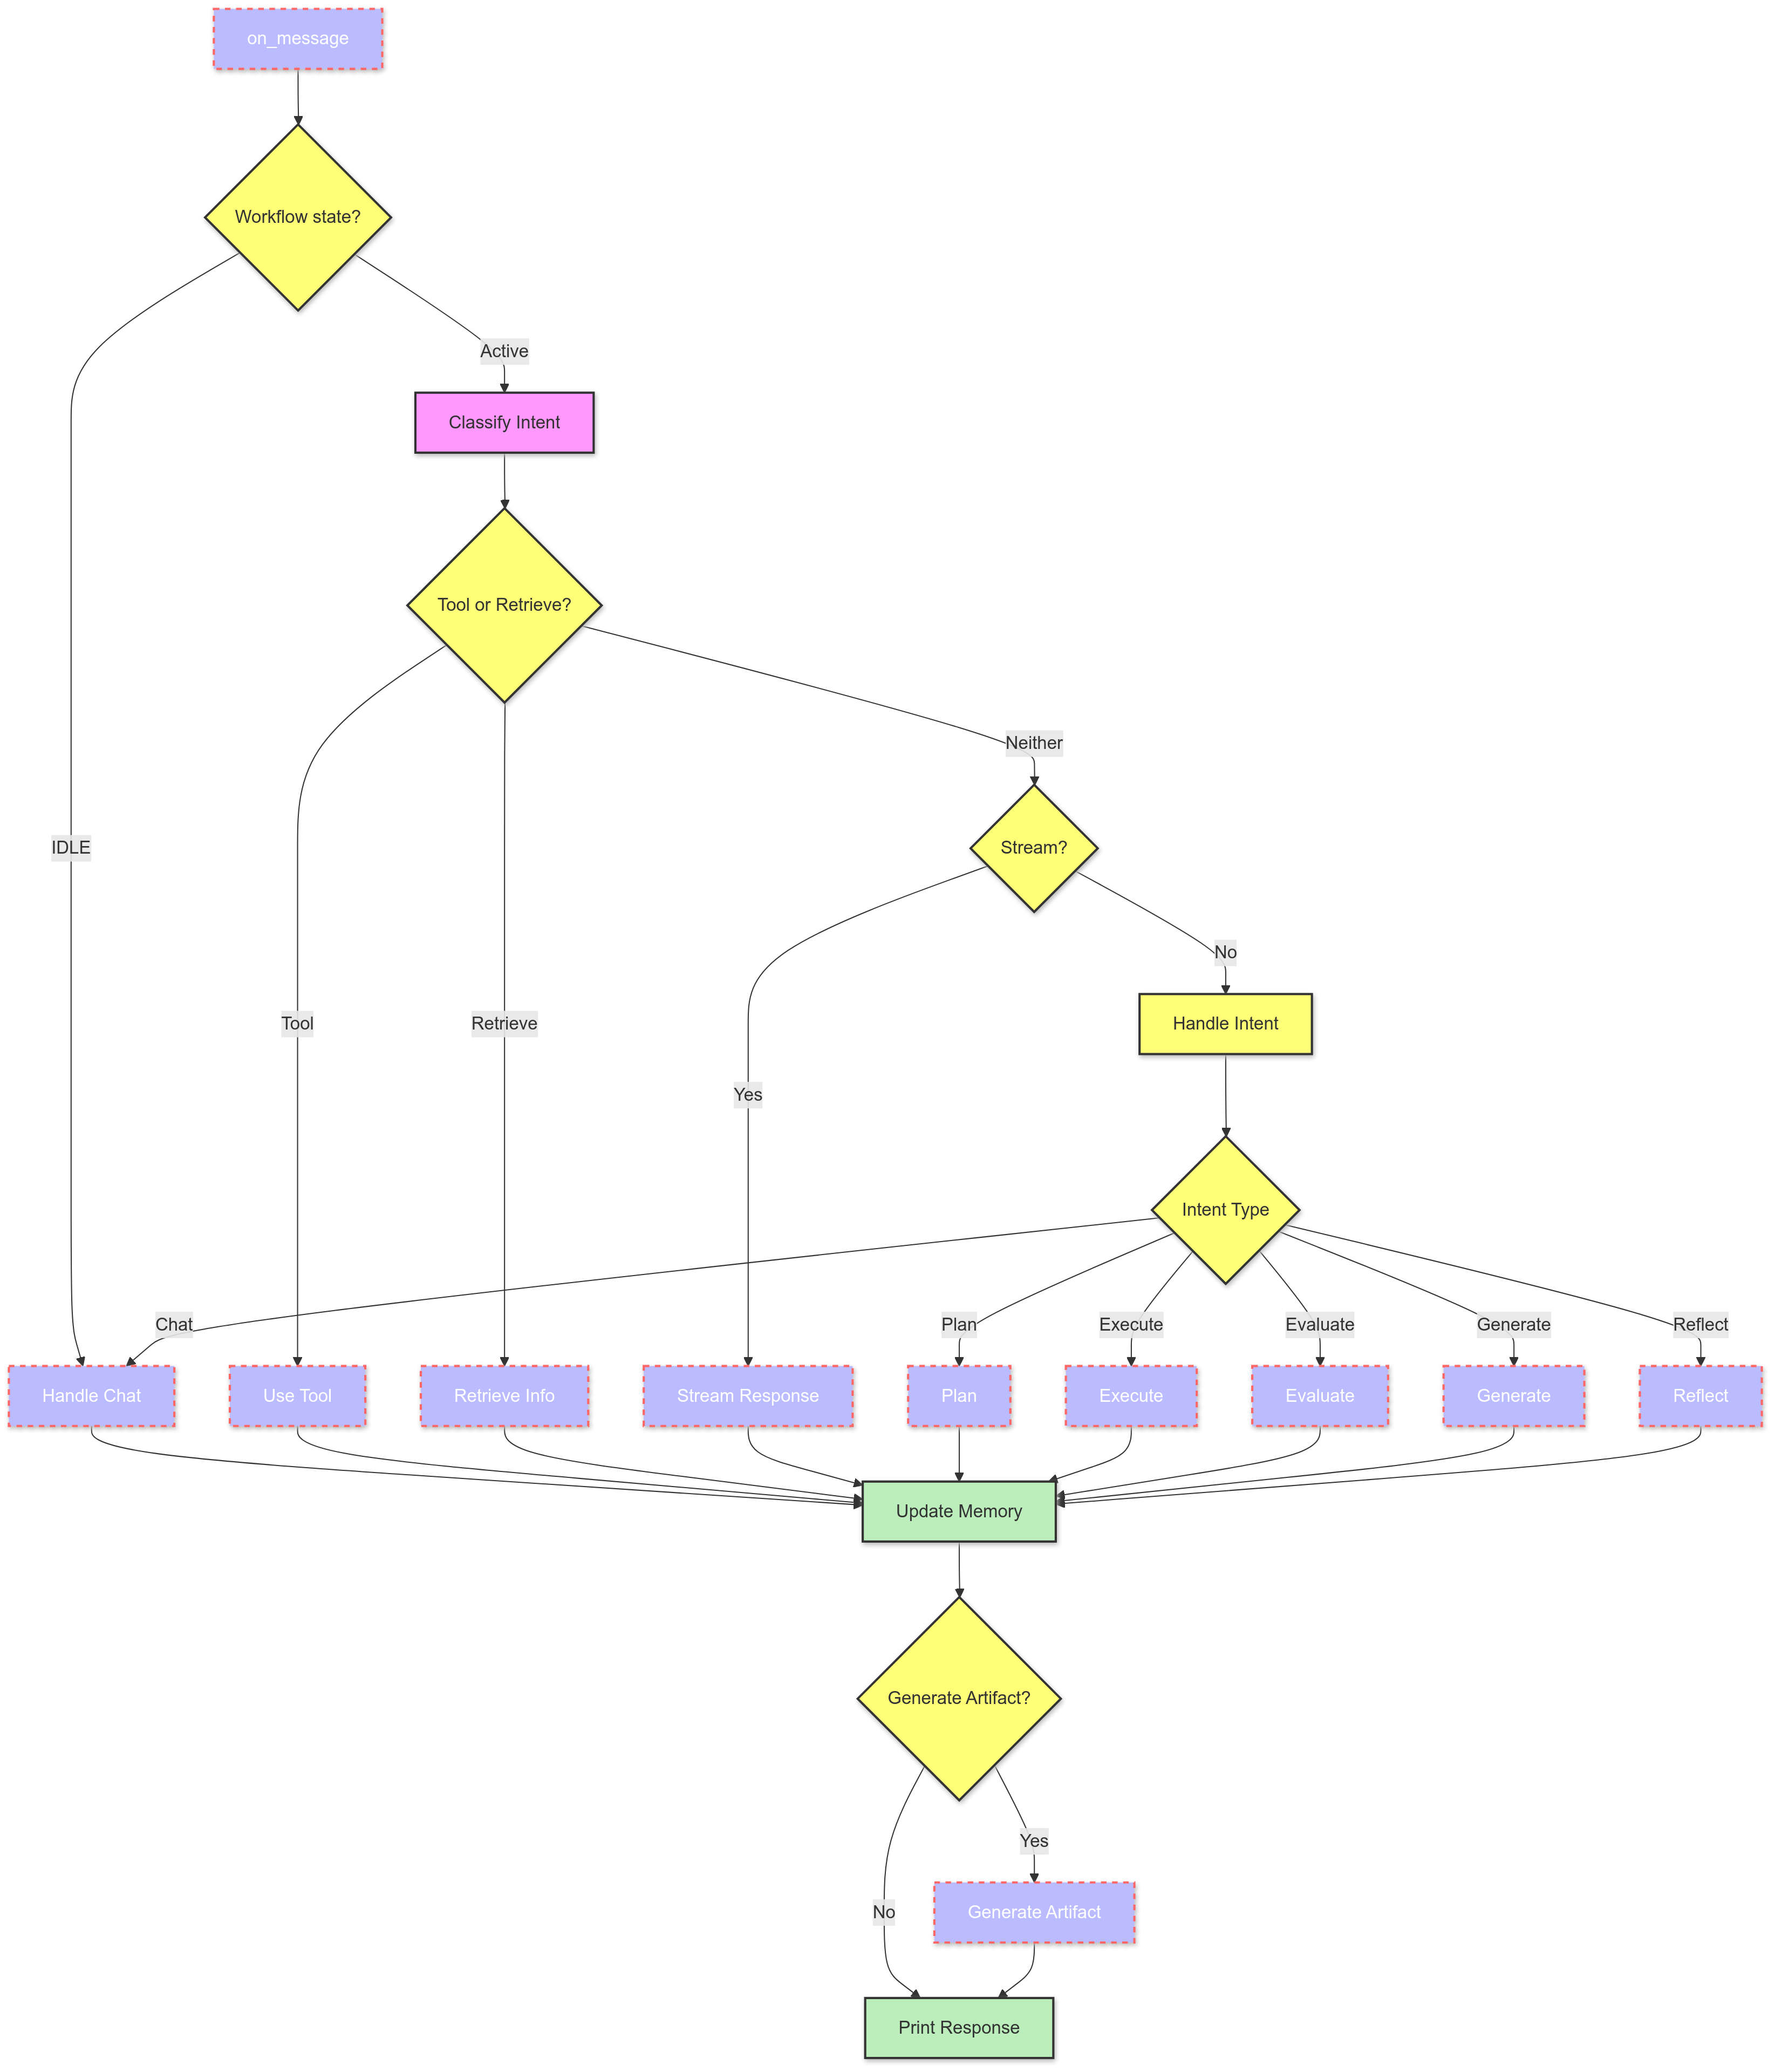 on_message
Workflow state?
Active
Classify Intent
Tool or Retrieve?
Neither
IDLE
Stream?
No
Tool
Retrieve
Handle Intent
Yes
Intent Type
Chat
Plan
Execute
Evaluate
Generate
Reflect
Handle Chat
Use Tool
Retrieve Info
Stream Response
Plan
Execute
Evaluate
Generate
Reflect
Update Memory
Generate Artifact?
Yes
No
Generate Artifact
Print Response